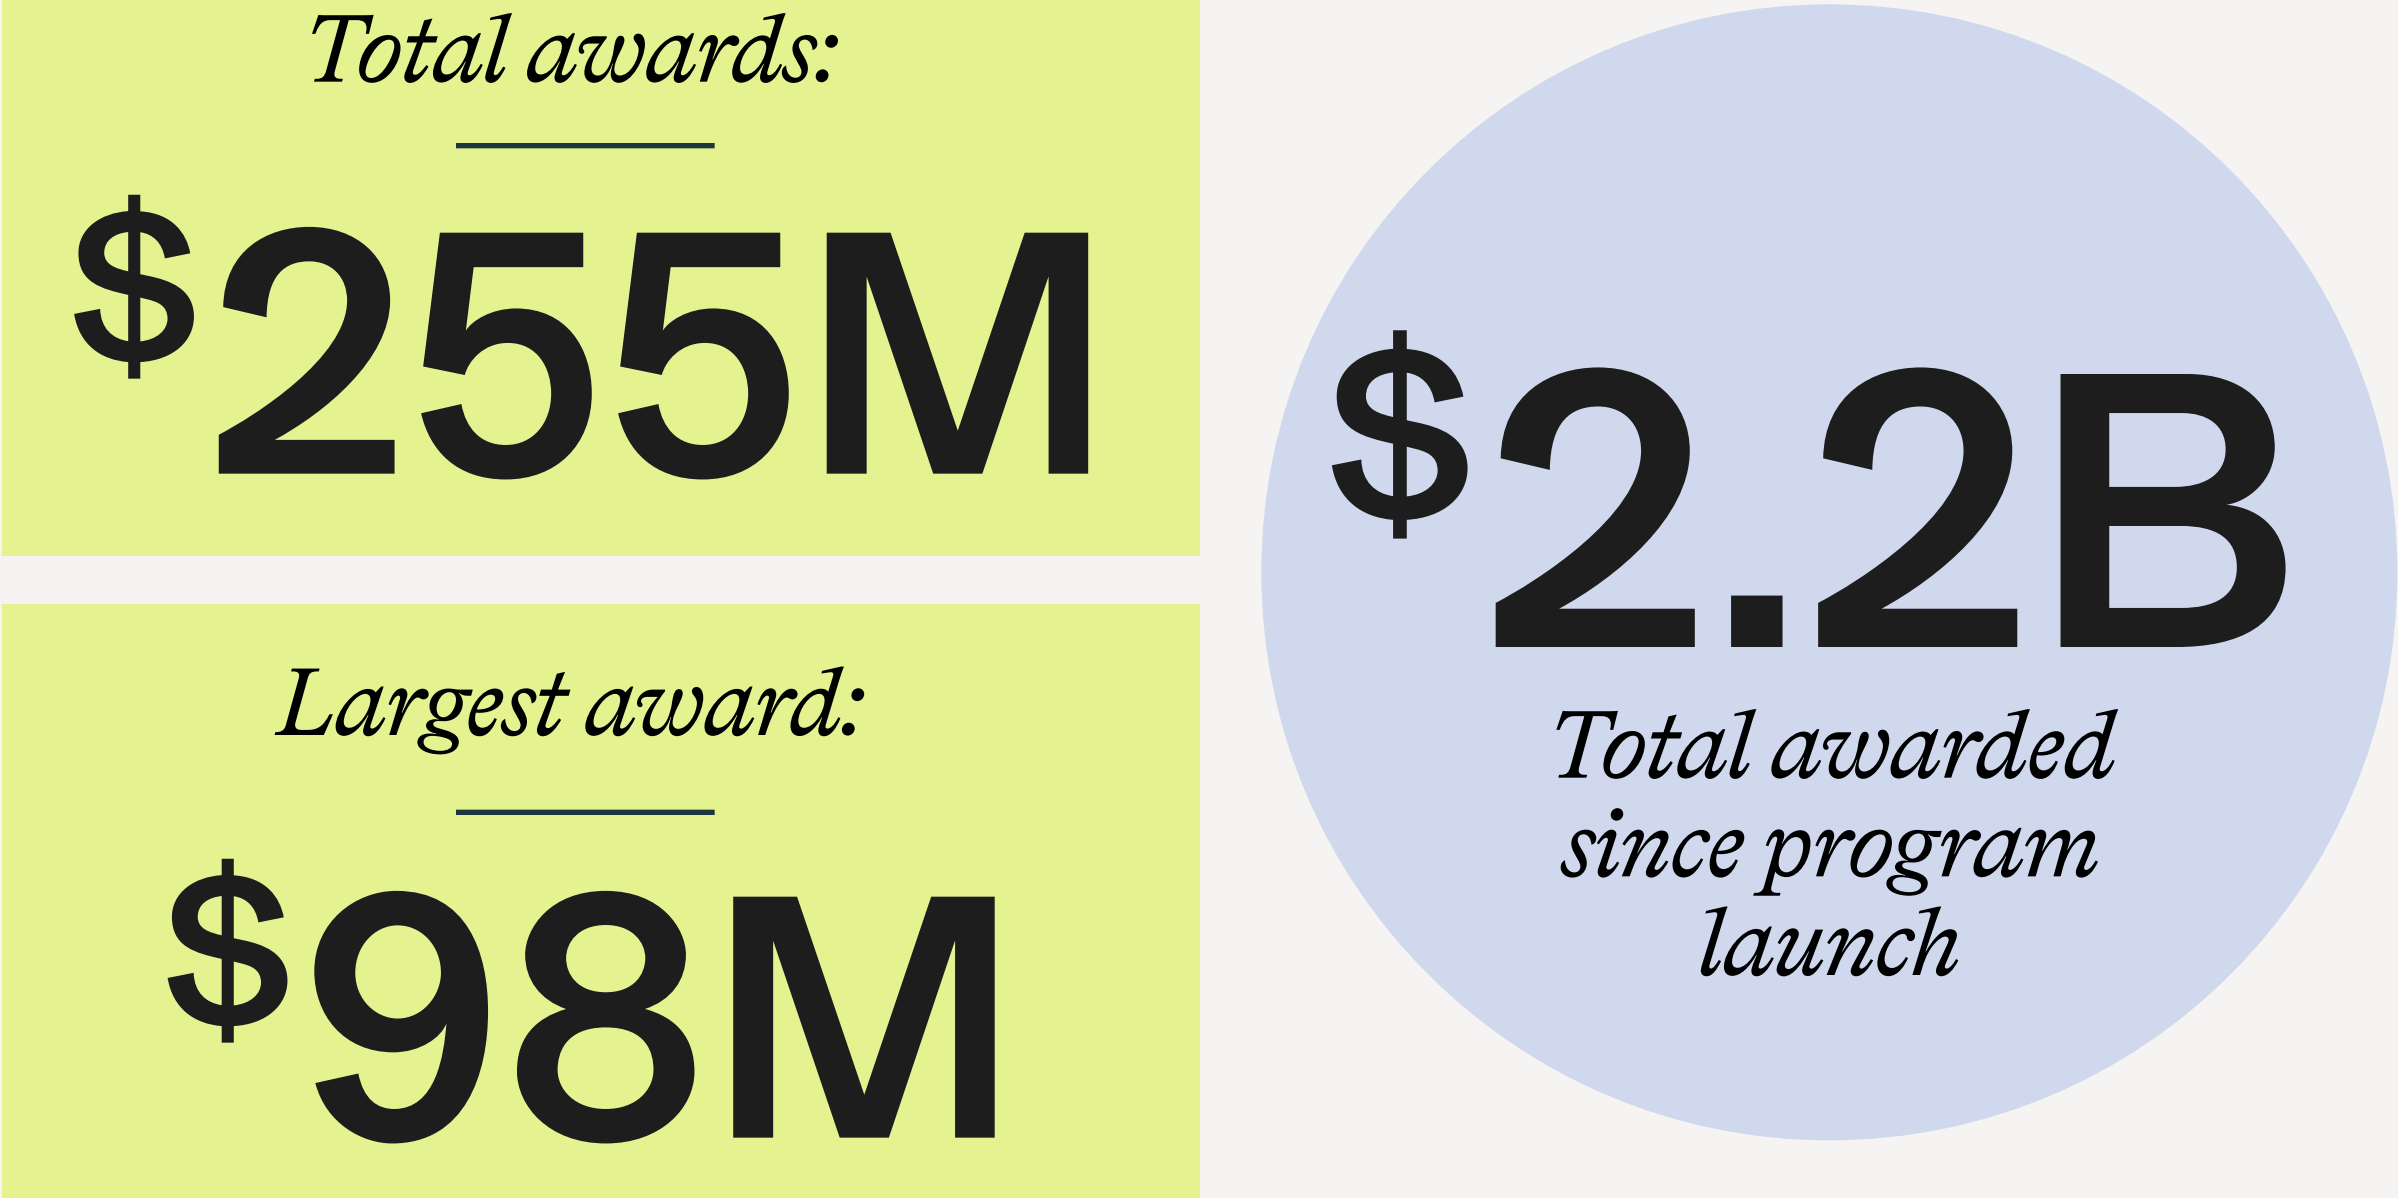 Total awards:
$255M
Largest award:
$98M
$2.2B
Total awarded
since program
launch